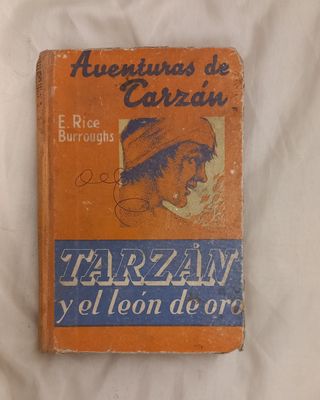 Aventuras de
Tarzán
E. Rice
Burroughs
TARZÁN
y el león de oro